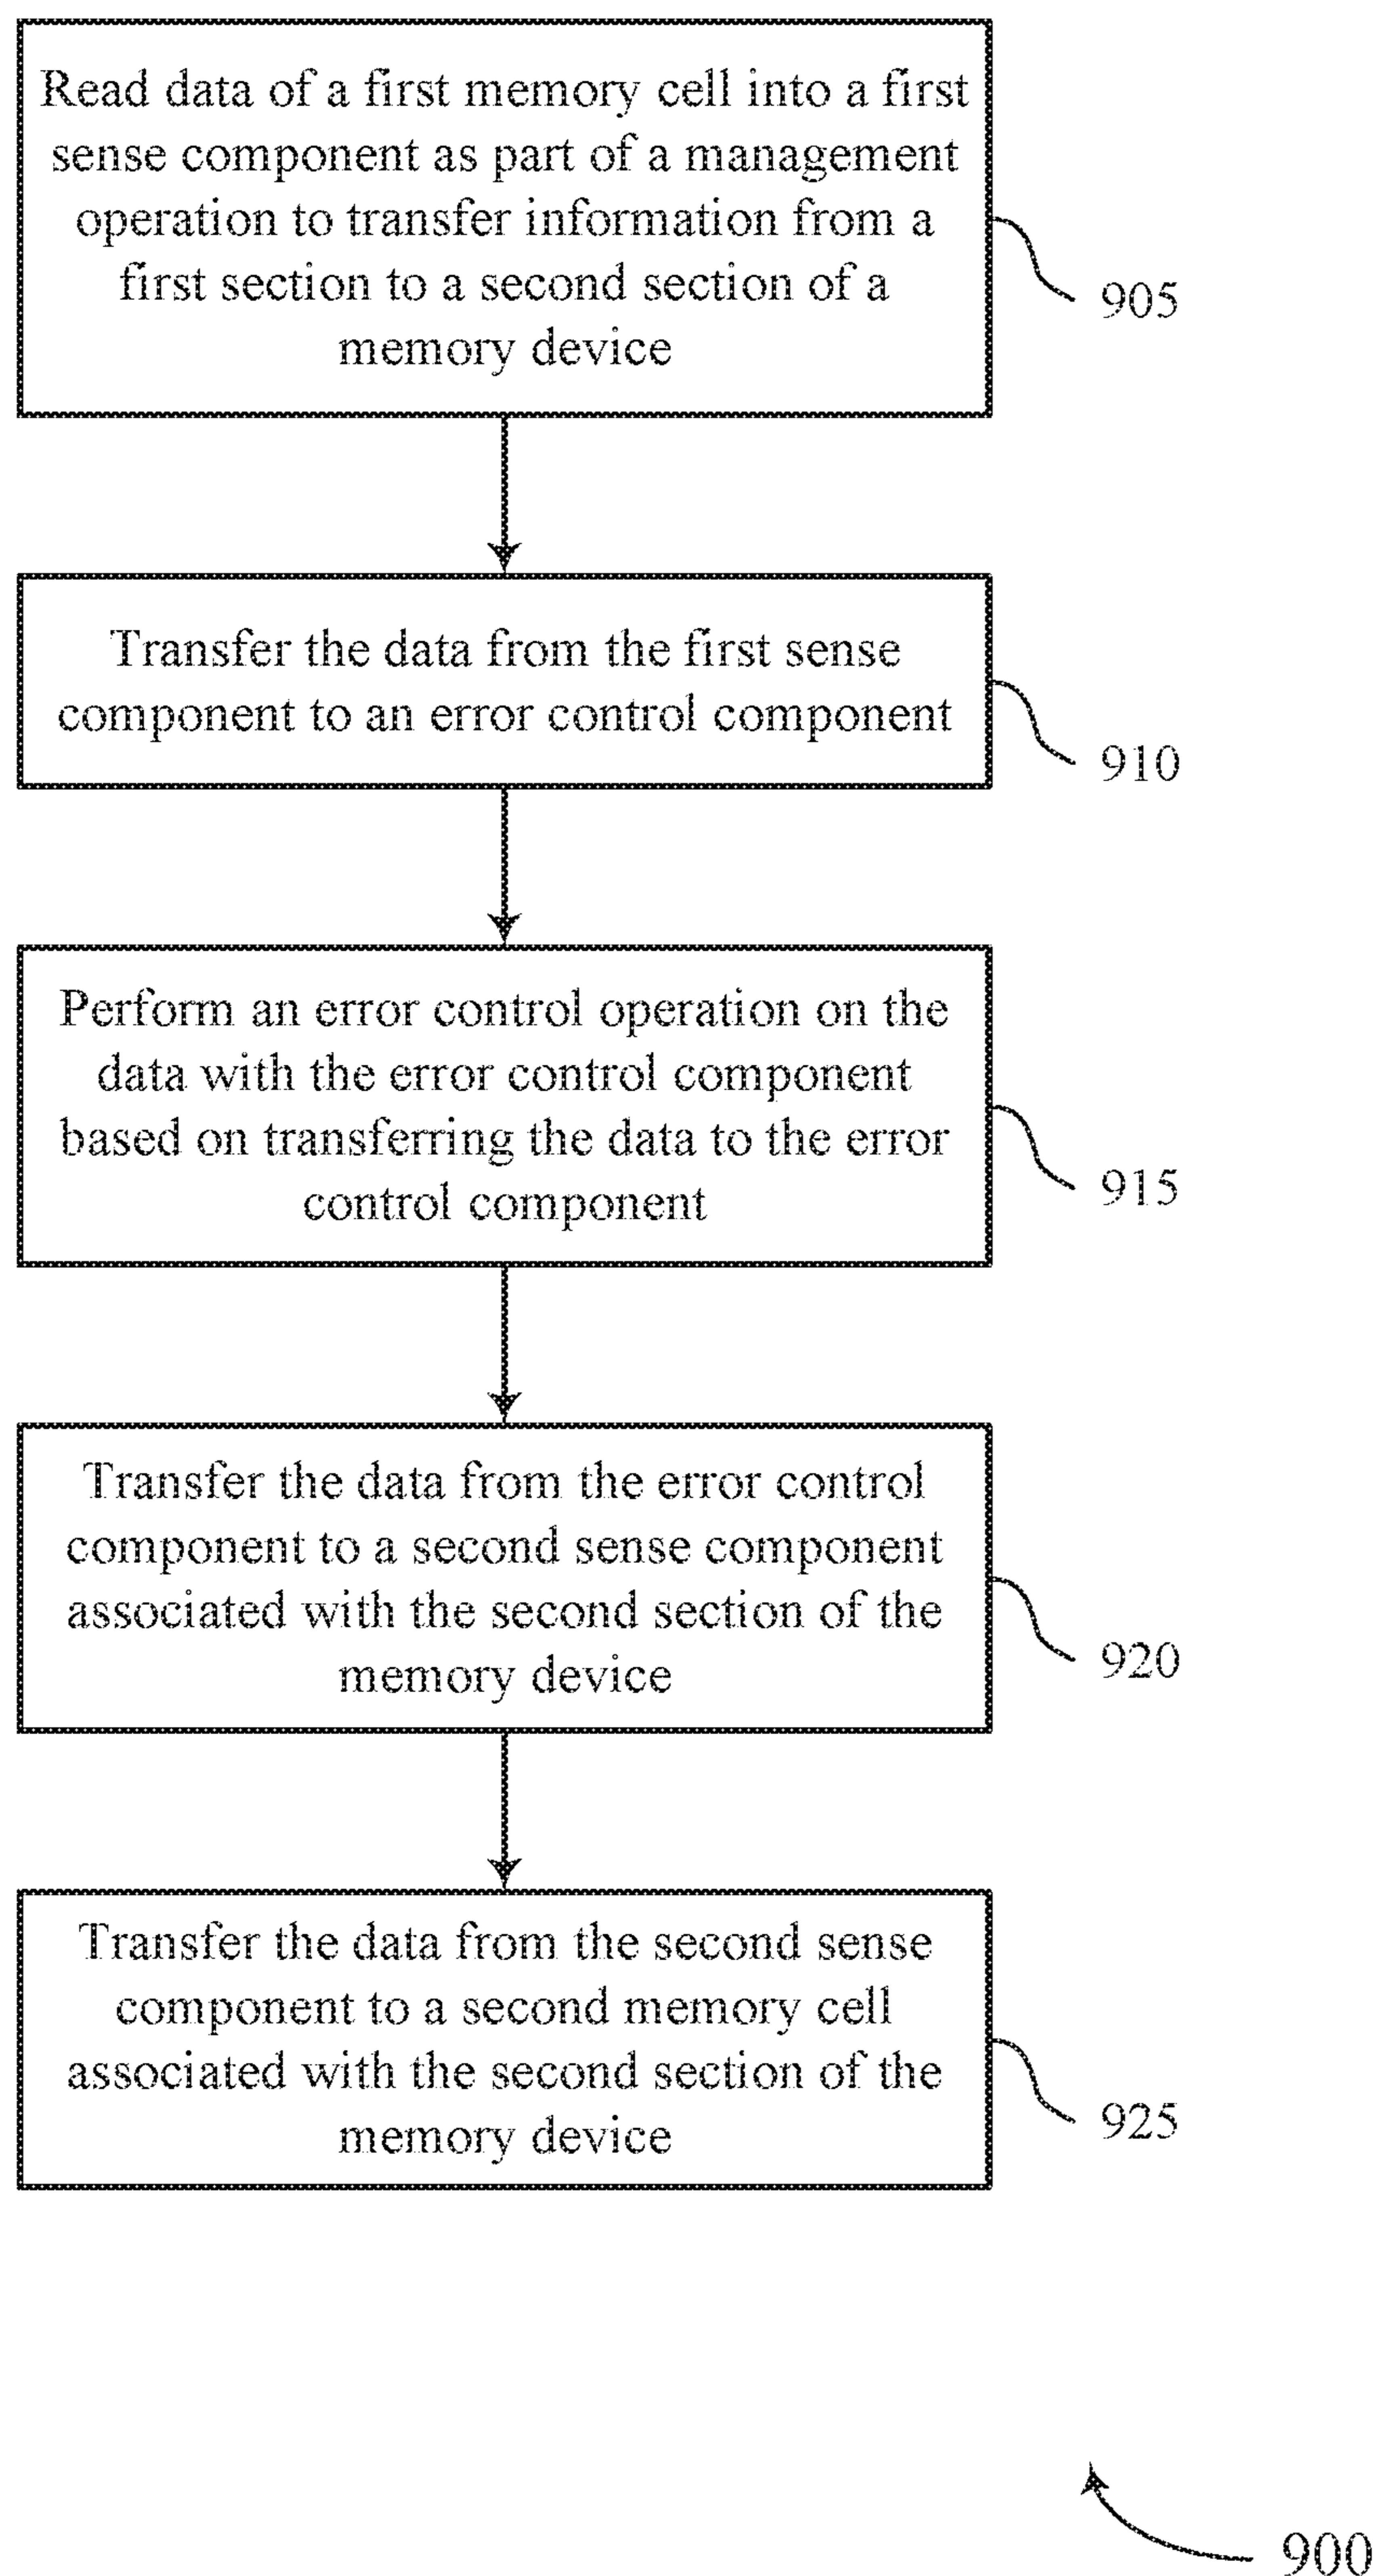 Read data of a first memory cell into a first
sense component as part of a management
operation to transfer information from a
first section to a second section of a
memory device
905
Transfer the data from the first sense
component to an error control component
910
Perform an error control operation on the
data with the error control component
based on transferring the data to the error
control component
915
Transfer the data from the error control
component to a second sense component
associated with the second section of the
memory device
920
Transfer the data from the second sense
component to a second memory cell
associated with the second section of the
memory device
925
900